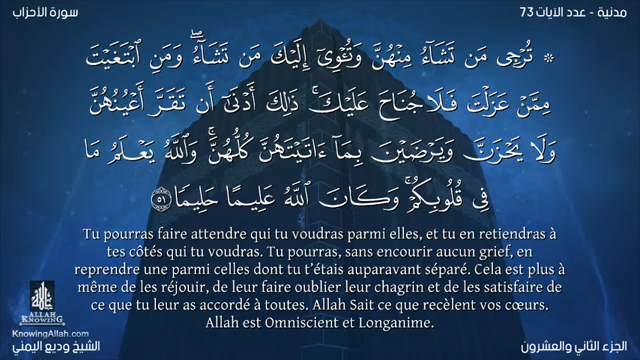 سورة الأحزاب
مدنية - عدد الآيات 73
۞ تُرْجِى مَن تَشَآءُ مِنْهُنَّ وَتُـْٔوِىٓ إِلَيْكَ مَن تَشَآءُ ۖ وَمَنِ ٱبْتَغَيْتَ
مِمَّنْ عَزَلْتَ فَلَا جُنَاحَ عَلَيْكَ ۚ ذَٰلِكَ أَدْنَىٰٓ أَن تَقَرَّ أَعْيُنُهُنَّ
وَلَا يَحْزَنَّ وَيَرْضَيْنَ بِمَآ ءَاتَيْتَهُنَّ كُلُّهُنَّ ۚ وَٱللَّهُ يَعْلَمُ مَا
فِى قُلُوبِكُمْ ۚ وَكَانَ ٱللَّهُ عَلِيمًا حَلِيمًا ٥١
Tu pourras faire attendre qui tu voudras parmi elles, et tu en retiendras à
tes côtés qui tu voudras. Tu pourras, sans encourir aucun grief, en
reprendre une parmi celles dont tu t'étais auparavant séparé. Cela est plus à
même de les réjouir, de leur faire oublier leur chagrin et de les satisfaire de
ce que tu leur as accordé à toutes. Allah Sait ce que recèlent vos cœurs.
Allah est Omniscient et Longanime.
ALLAH
KNOWING
KnowingAllah.com
الشيخ وديع اليمني
الجزء الثاني والعشرون